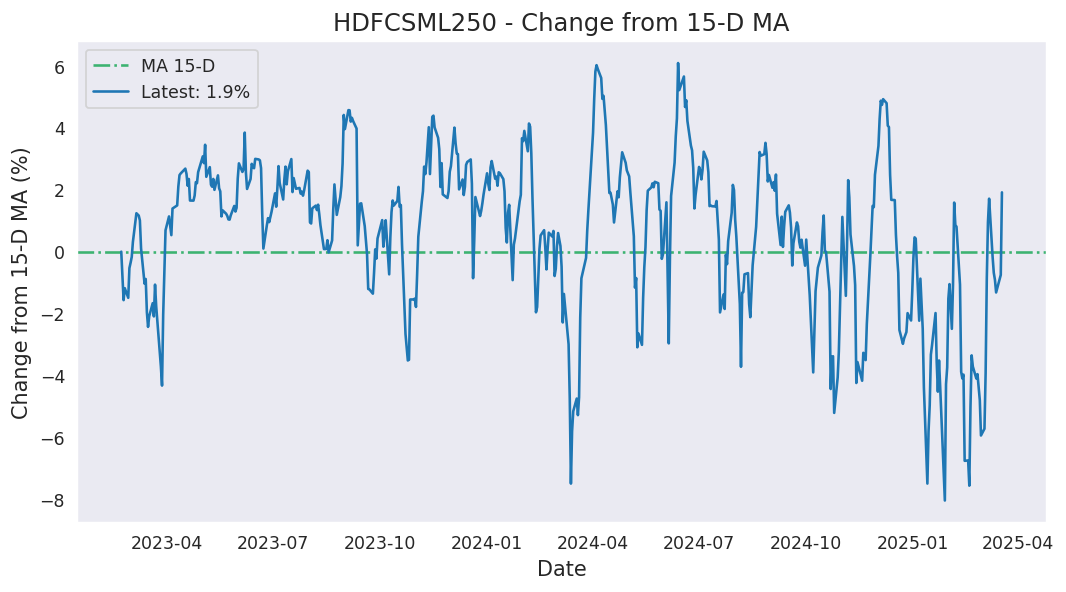 HDFCSML250 - Change from 15-D MA
MA 15-D
Latest: 1.9%
Change from 15-D MA (%)
6
4
2
0
−2
−4
−6
−8
2023-04 2023-07 2023-10 2024-01 2024-04 2024-07 2024-10 2025-01 2025-04
Date